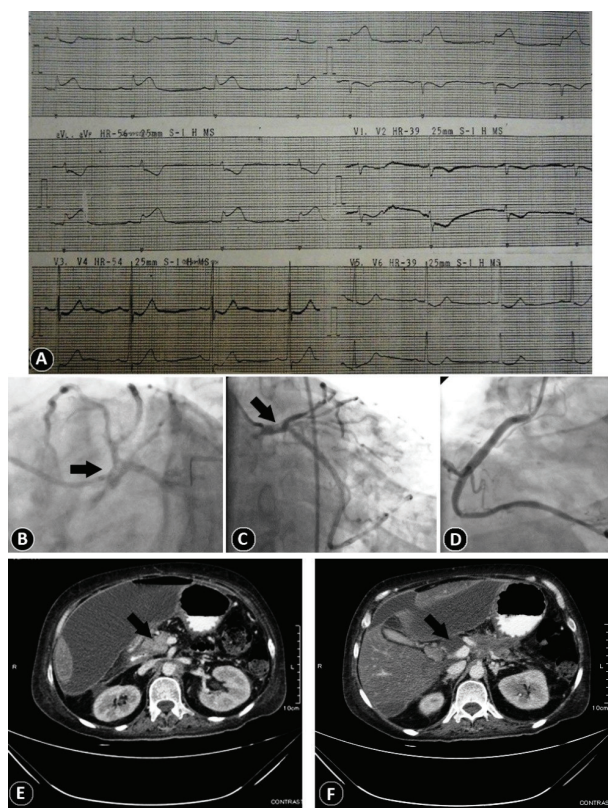 aVL, aVF HR-54 25mm S-1 H MS
V1, V2 HR-39 25mm S-1 H MS
V3, V4 HR-54 25mm S-1 H MS
V5, V6 HR-39 25mm S-1 H MS
A
B
C
D
R
L
10cm
CONTRAST
E
R
L
10cm
CONTRAST
F